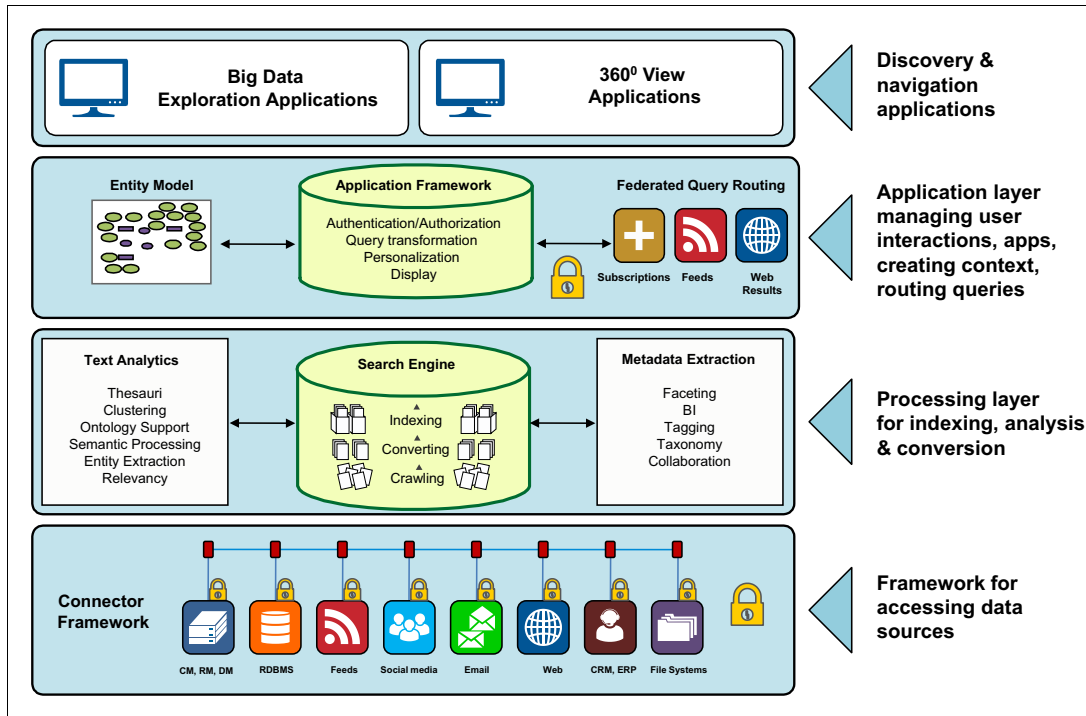 Big Data
Exploration Applications
360⁰ View
Applications
Discovery &
navigation
applications
Entity Model
Application Framework
Authentication/Authorization
Query transformation
Personalization
Display
Federated Query Routing
Subscriptions
Feeds
Web
Results
Application layer
managing user
interactions, apps,
creating context,
routing queries
Text Analytics
Thesauri
Clustering
Ontology Support
Semantic Processing
Entity Extraction
Relevancy
Search Engine
Indexing
Converting
Crawling
Metadata Extraction
Faceting
BI
Tagging
Taxonomy
Collaboration
Processing layer
for indexing, analysis
& conversion
Connector
Framework
CM, RM, DM
RDBMS
Feeds
Social media
Email
Web
CRM, ERP
File Systems
Framework for
accessing data
sources